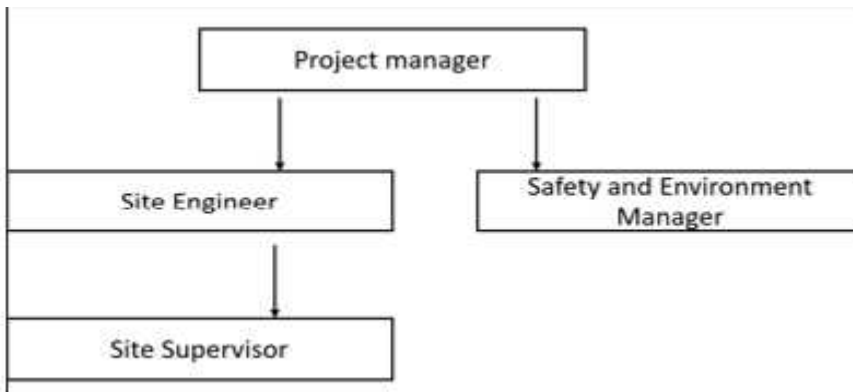 Project manager
Site Engineer
Safety and Environment
Manager
Site Supervisor